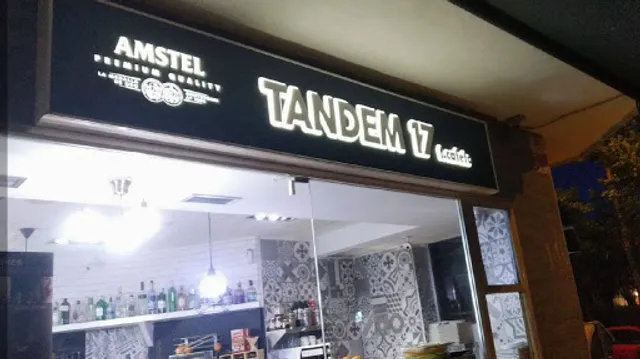 AMSTEL
PREMIUM QUALITY
TANDEM 17